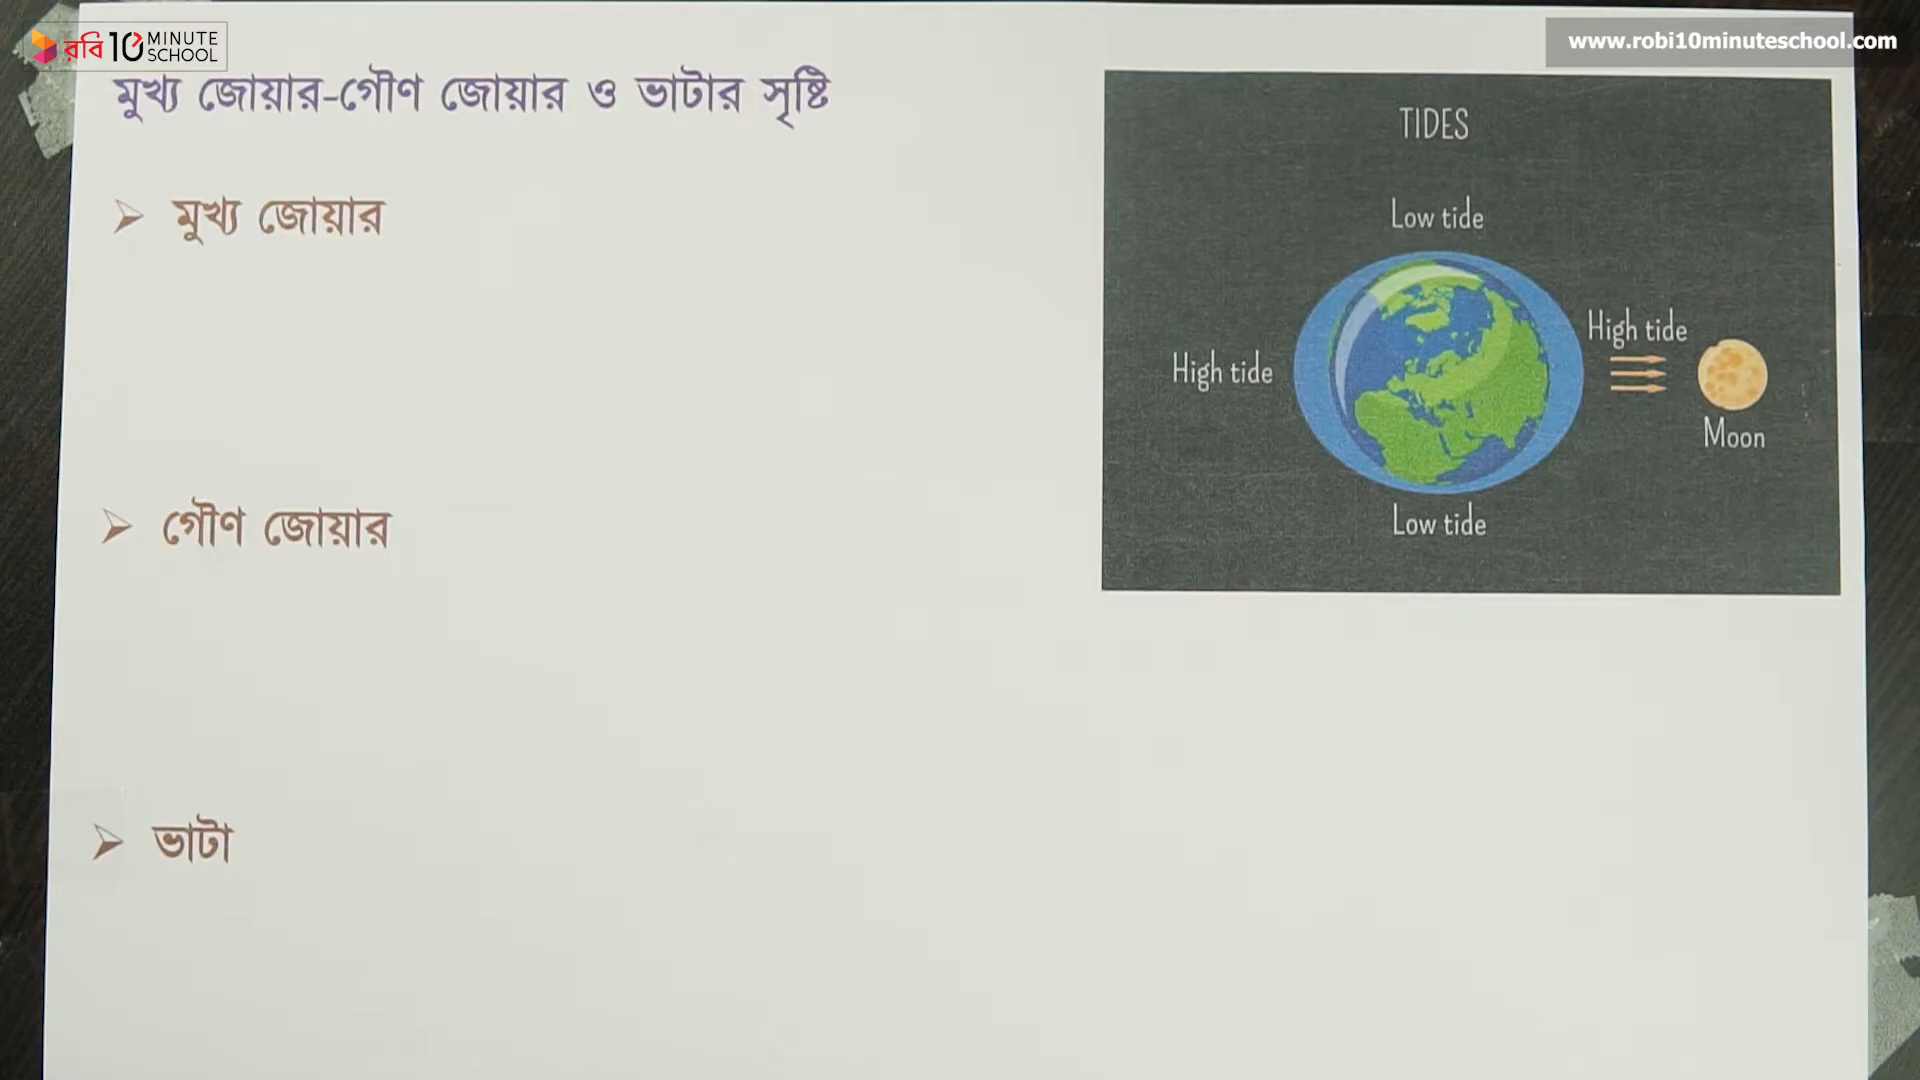 রবি 10 MINUTE SCHOOL
www.robi10minuteschool.com
মুখ্য জোয়ার-গৌণ জোয়ার ও ভাটার সৃষ্টি
➢ মুখ্য জোয়ার
➢ গৌণ জোয়ার
➢ ভাটা
TIDES
Low tide
High tide
High tide
Moon
Low tide